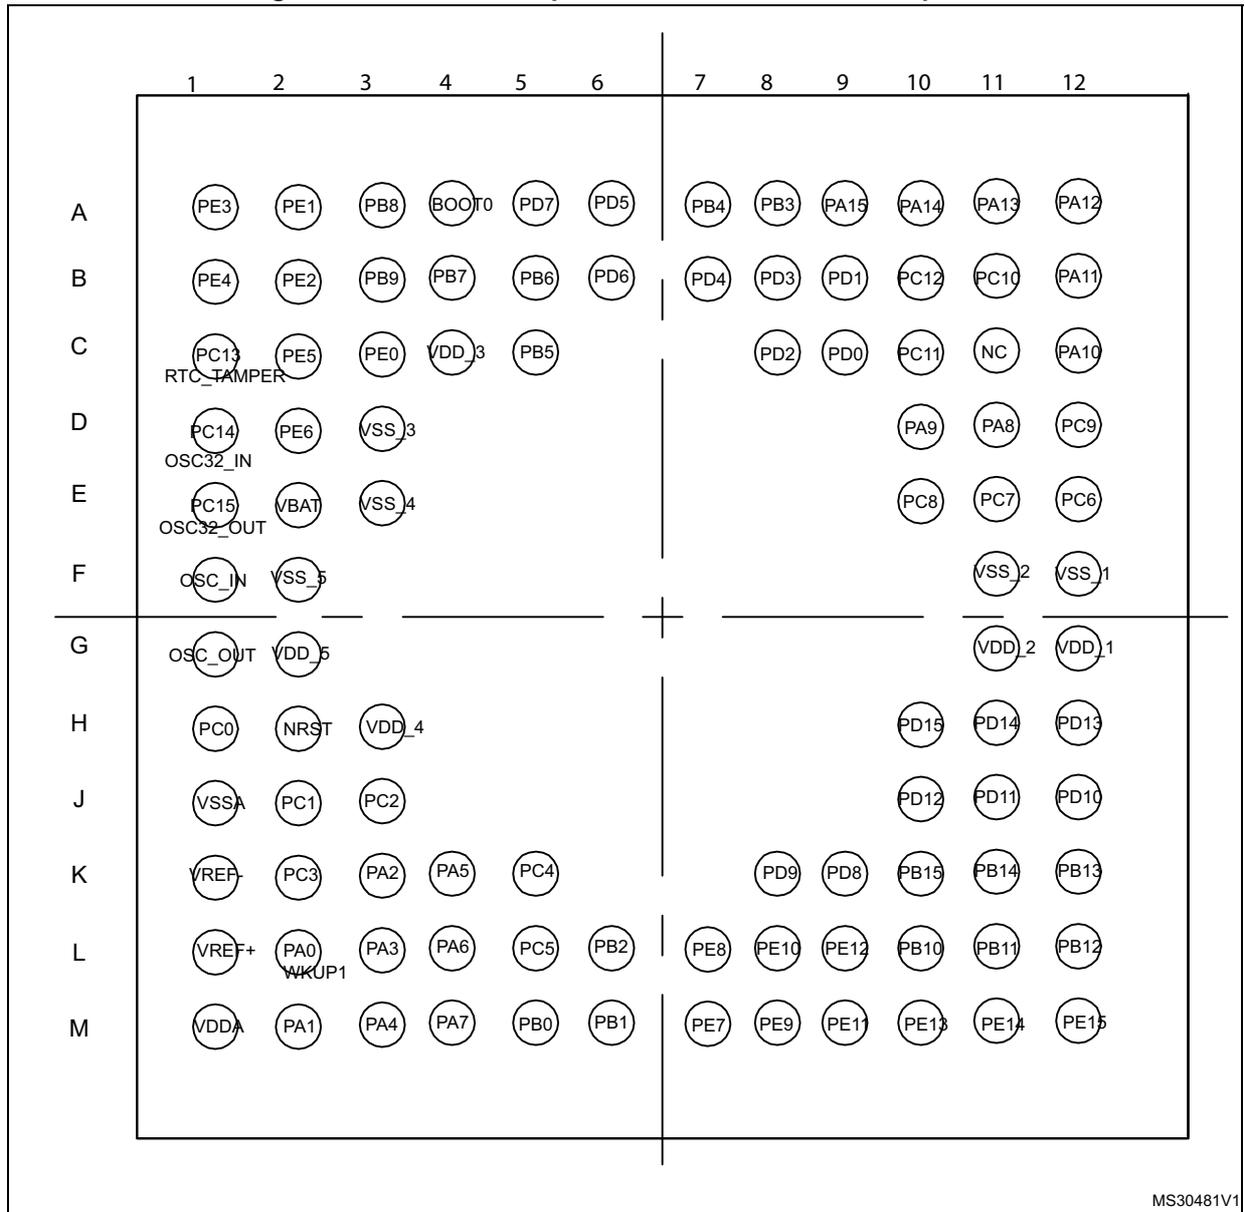 1 2 3 4 5 6 7 8 9 10 11 12
A PE3 PE1 PB8 BOOT0 PD7 PD5 PB4 PB3 PA15 PA14 PA13 PA12
B PE4 PE2 PB9 PB7 PB6 PD6 PD4 PD3 PD1 PC12 PC10 PA11
C PC13 PE5 PE0 VDD_3 PB5 PD2 PD0 PC11 NC PA10
RTC_TAMPER
D PC14 PE6 VSS_3 PA9 PA8 PC9
OSC32_IN
E PC15 VBAT VSS_4 PC8 PC7 PC6
OSC32_OUT
F OSC_IN VSS_5 VSS_2 VSS_1
G OSC_OUT VDD_5 VDD_2 VDD_1
H PC0 NRST VDD_4 PD15 PD14 PD13
J VSSA PC1 PC2 PD12 PD11 PD10
K VREF- PC3 PA2 PA5 PC4 PD9 PD8 PB15 PB14 PB13
L VREF+ PA0 PA3 PA6 PC5 PB2 PE8 PE10 PE12 PB10 PB11 PB12
WKUP1
M VDDA PA1 PA4 PA7 PB0 PB1 PE7 PE9 PE11 PE13 PE14 PE15
MS30481V1